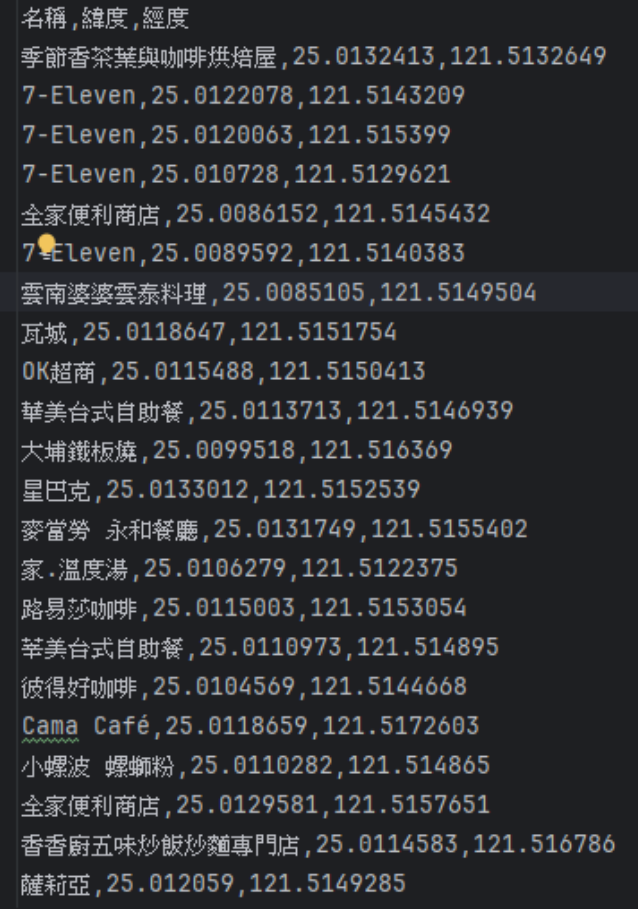 名稱,緯度,經度
季節香茶葉與咖啡烘焙屋,25.0132413,121.5132649
7-Eleven,25.0122078,121.5143209
7-Eleven,25.0120063,121.515399
7-Eleven,25.010728,121.5129621
全家便利商店,25.0086152,121.5145432
7-Eleven,25.0089592,121.5140383
雲南婆婆雲泰料理,25.0085105,121.5149504
瓦城,25.0118647,121.5151754
OK超商,25.0115488,121.5150413
華美台式自助餐,25.0113713,121.5146939
大埔鐵板燒,25.0099518,121.516369
星巴克,25.0133012,121.5152539
麥當勞 永和餐廳,25.0131749,121.5155402
家.溫度湯,25.0106279,121.5122375
路易莎咖啡,25.0115003,121.5153054
莘美台式自助餐,25.0110973,121.514895
彼得好咖啡,25.0104569,121.5144668
Cama Café,25.0118659,121.5172603
小螺波 螺螄粉,25.0110282,121.514865
全家便利商店,25.0129581,121.5157651
香香廚五味炒飯炒麵專門店,25.0114583,121.516786
薩莉亞,25.012059,121.5149285